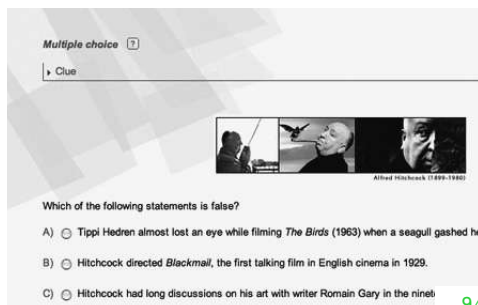 Multiple choice ?
Clue
Alfred Hitchcock (1899-1980)
Which of the following statements is false?
A) Tippi Hedren almost lost an eye while filming The Birds (1963) when a seagull gashed
B) Hitchcock directed Blackmail, the first talking film in English cinema in 1929.
C) Hitchcock had long discussions on his art with writer Romain Gary in the